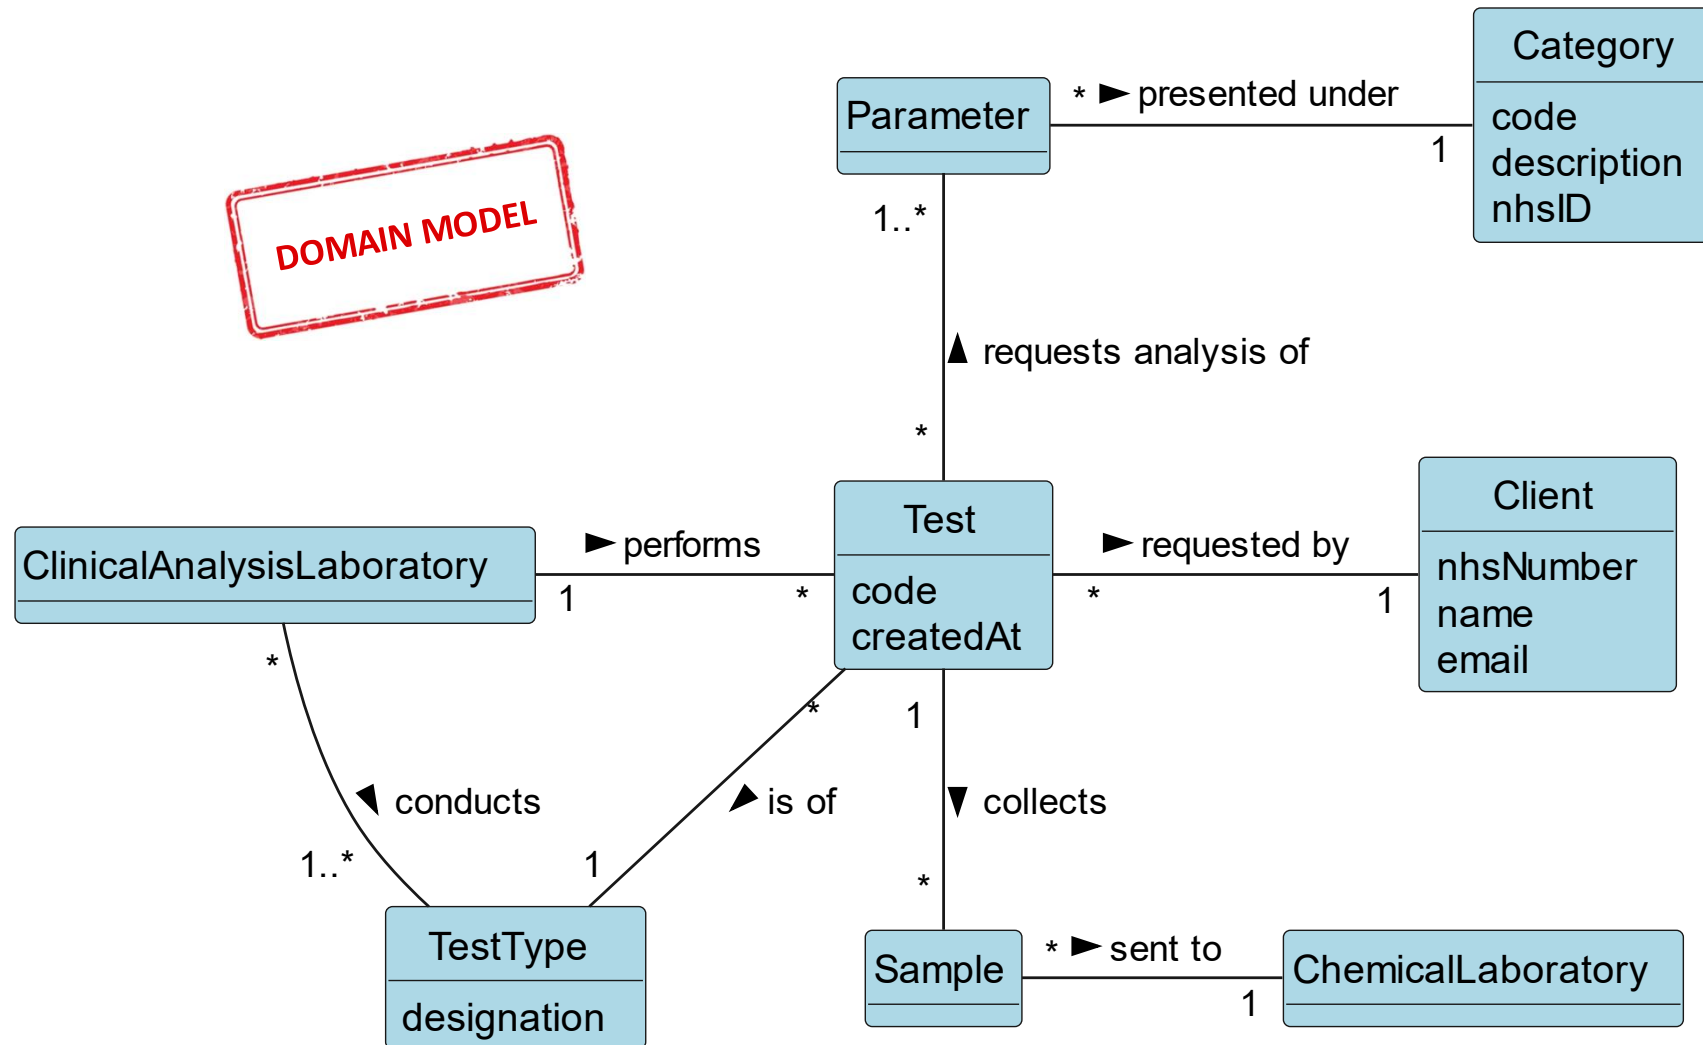 Category
code
description
nhsID
* ► presented under
1
Parameter
1..*
DOMAIN MODEL
▲ requests analysis of
*
Test
code
createdAt
ClinicalAnalysisLaboratory
► performs
1
*
► requested by
*
1
Client
nhsNumber
name
email
*
conducts
1..*
*
is of
1
1
▼ collects
*
TestType
designation
Sample
* ► sent to
1
ChemicalLaboratory